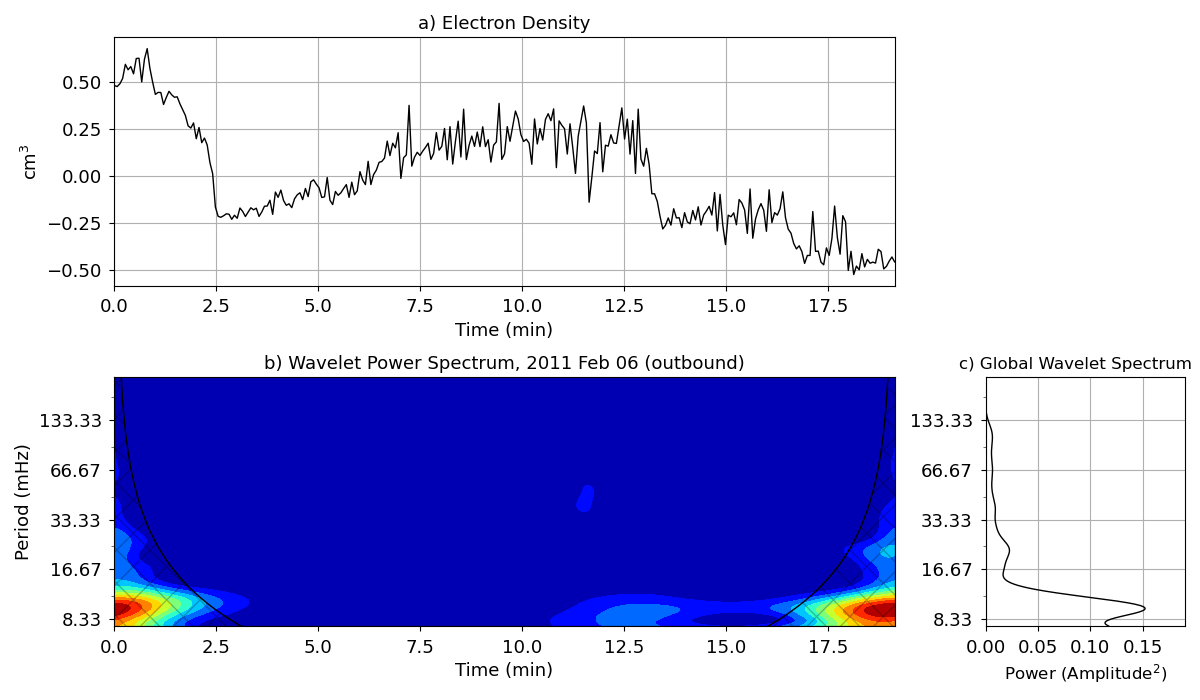 a) Electron Density
cm³
0.50
0.25
0.00
−0.25
−0.50
0.0 2.5 5.0 7.5 10.0 12.5 15.0 17.5
Time (min)
b) Wavelet Power Spectrum, 2011 Feb 06 (outbound)
Period (mHz)
133.33
66.67
33.33
16.67
8.33
0.0 2.5 5.0 7.5 10.0 12.5 15.0 17.5
Time (min)
c) Global Wavelet Spectrum
133.33
66.67
33.33
16.67
8.33
0.00 0.05 0.10 0.15
Power (Amplitude²)